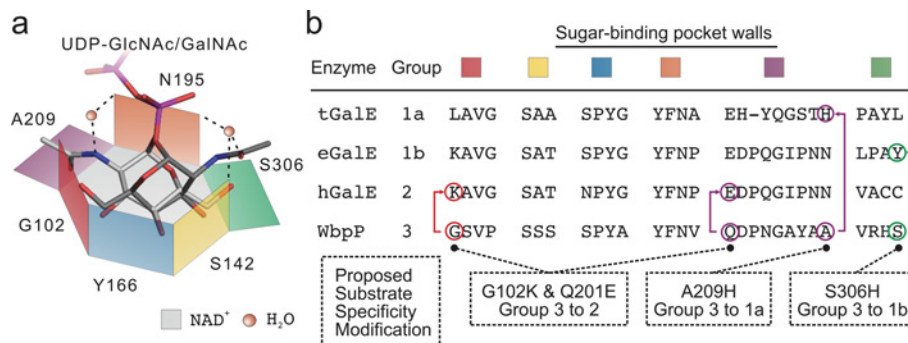 a
UDP-GlcNAc/GalNAc
N195
A209
S306
G102
S142
Y166
NAD+ H2O
b
Sugar-binding pocket walls
Enzyme Group
tGalE 1a LAVG SAA SPYG YFNA EH-YQGSTH PAYL
eGalE 1b KAVG SAT SPYG YFNP EDPQGIPNN LPAY
hGalE 2 KAVG SAT NPYG YFNP EDPQGIPNN VACC
WbpP 3 GSVP SSS SPYA YFNV QDPNGAYAA VRHS
Proposed
Substrate
Specificity
Modification
G102K & Q201E
Group 3 to 2
A209H
Group 3 to 1a
S306H
Group 3 to 1b